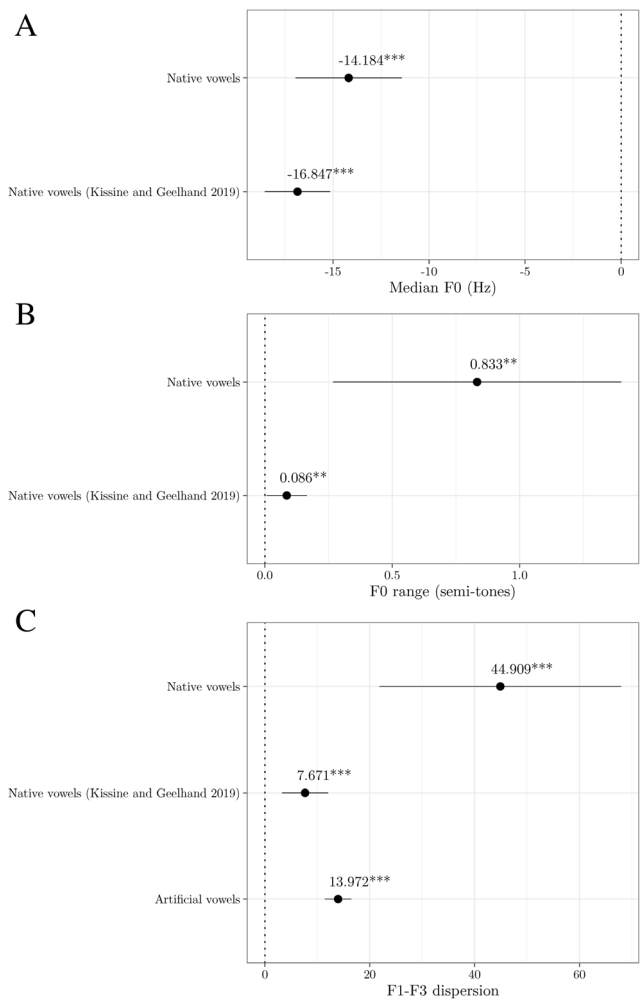 A
-14.184***
Native vowels
-16.847***
Native vowels (Kissine and Geelhand 2019)
-15 -10 -5 0
Median F0 (Hz)
B
0.833**
Native vowels
0.086**
Native vowels (Kissine and Geelhand 2019)
0.0 0.5 1.0
F0 range (semi-tones)
C
44.909***
Native vowels
7.671***
Native vowels (Kissine and Geelhand 2019)
13.972***
Artificial vowels
0 20 40 60
F1-F3 dispersion